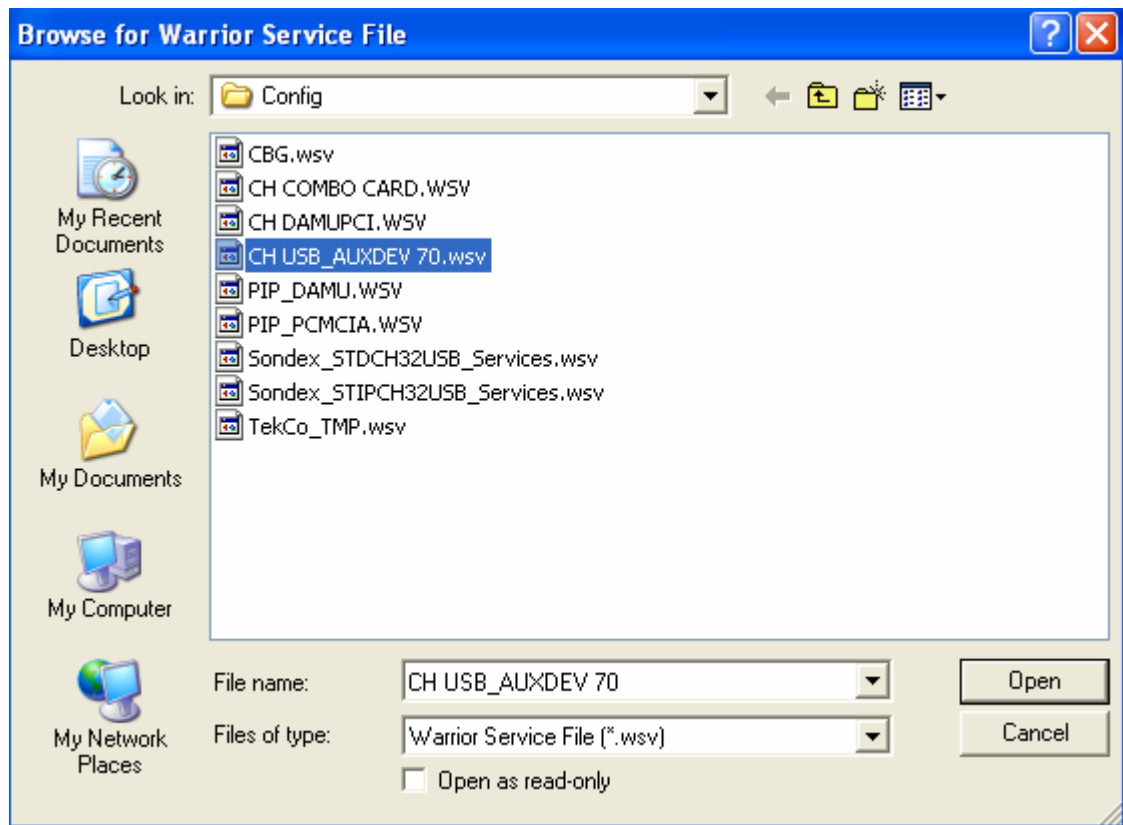 Browse for Warrior Service File
Look in: Config
CBG.wsv
CH COMBO CARD.WSV
CH DAMUPCI.WSV
CH USB_AUXDEV 70.wsv
PIP_DAMU.WSV
PIP_PCMCIA.WSV
Sondex_STDCH32USB_Services.wsv
Sondex_STIPCH32USB_Services.wsv
TekCo_TMP.wsv
My Recent
Documents
Desktop
My Documents
My Computer
My Network
Places
File name: CH USB_AUXDEV 70 Open
Files of type: Warrior Service File (*.wsv) Cancel
Open as read-only